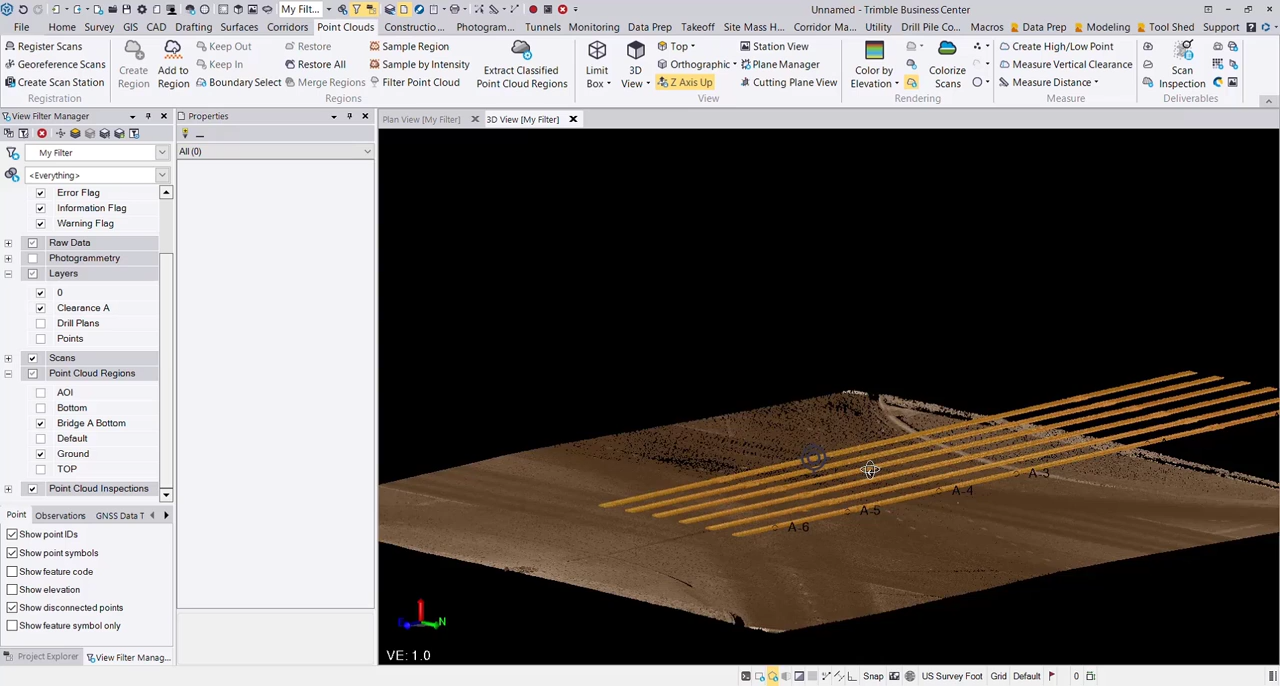 My Filt...
Unnamed - Trimble Business Center
File Home Survey GIS CAD Drafting Surfaces Corridors Point Clouds Constructio... Photogram... Tunnels Monitoring Data Prep Takeoff Site Mass H... Corridor Ma... Utility Drill Pile Co... Macros Data Prep Modeling Tool Shed Support
Register Scans
Georeference Scans
Create Scan Station
Registration
Create Region
Add to Region
Keep Out
Keep In
Boundary Select
Restore
Restore All
Merge Regions
Sample Region
Sample by Intensity
Filter Point Cloud
Extract Classified Point Cloud Regions
Regions
Limit Box
3D View
Top
Orthographic
Z Axis Up
Station View
Plane Manager
Cutting Plane View
View
Color by Elevation
Colorize Scans
Rendering
Create High/Low Point
Measure Vertical Clearance
Measure Distance
Measure
Scan Inspection
Deliverables
View Filter Manager
My Filter
<Everything>
Error Flag
Information Flag
Warning Flag
Raw Data
Photogrammetry
Layers
0
Clearance A
Drill Plans
Points
Scans
Point Cloud Regions
AOI
Bottom
Bridge A Bottom
Default
Ground
TOP
Point Cloud Inspections
Point Observations GNSS Data T
Show point IDs
Show point symbols
Show feature code
Show elevation
Show disconnected points
Show feature symbol only
Project Explorer View Filter Manag...
Properties
All (0)
Plan View [My Filter] 3D View [My Filter]
A-3
A-4
A-5
A-6
N
VE: 1.0
Snap US Survey Foot Grid Default 0